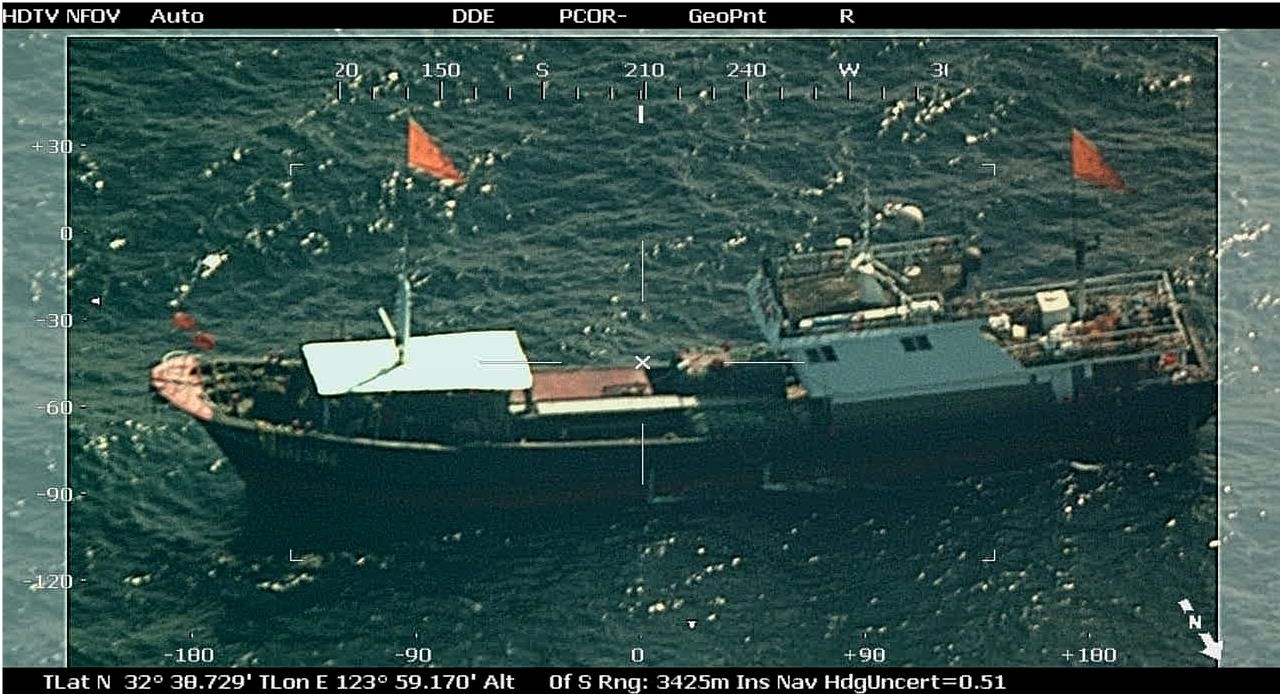 HDTV NFOV Auto DDE PCOR- GeoPnt R
20 150 S 210 240 W
+30
0
-30
-60
-90
-120
N
-180 -90 0 +90 +180
TLat N 32° 38.729' TLon E 123° 59.170' Alt 0f S Rng: 3425m Ins Nav HdgUncert=0.51